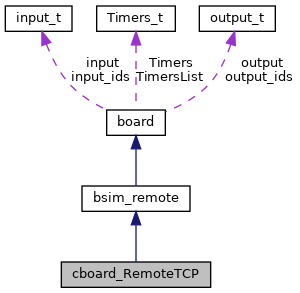 input_t
Timers_t
output_t
input
input_ids
Timers
TimersList
output
output_ids
board
bsim_remote
cboard_RemoteTCP